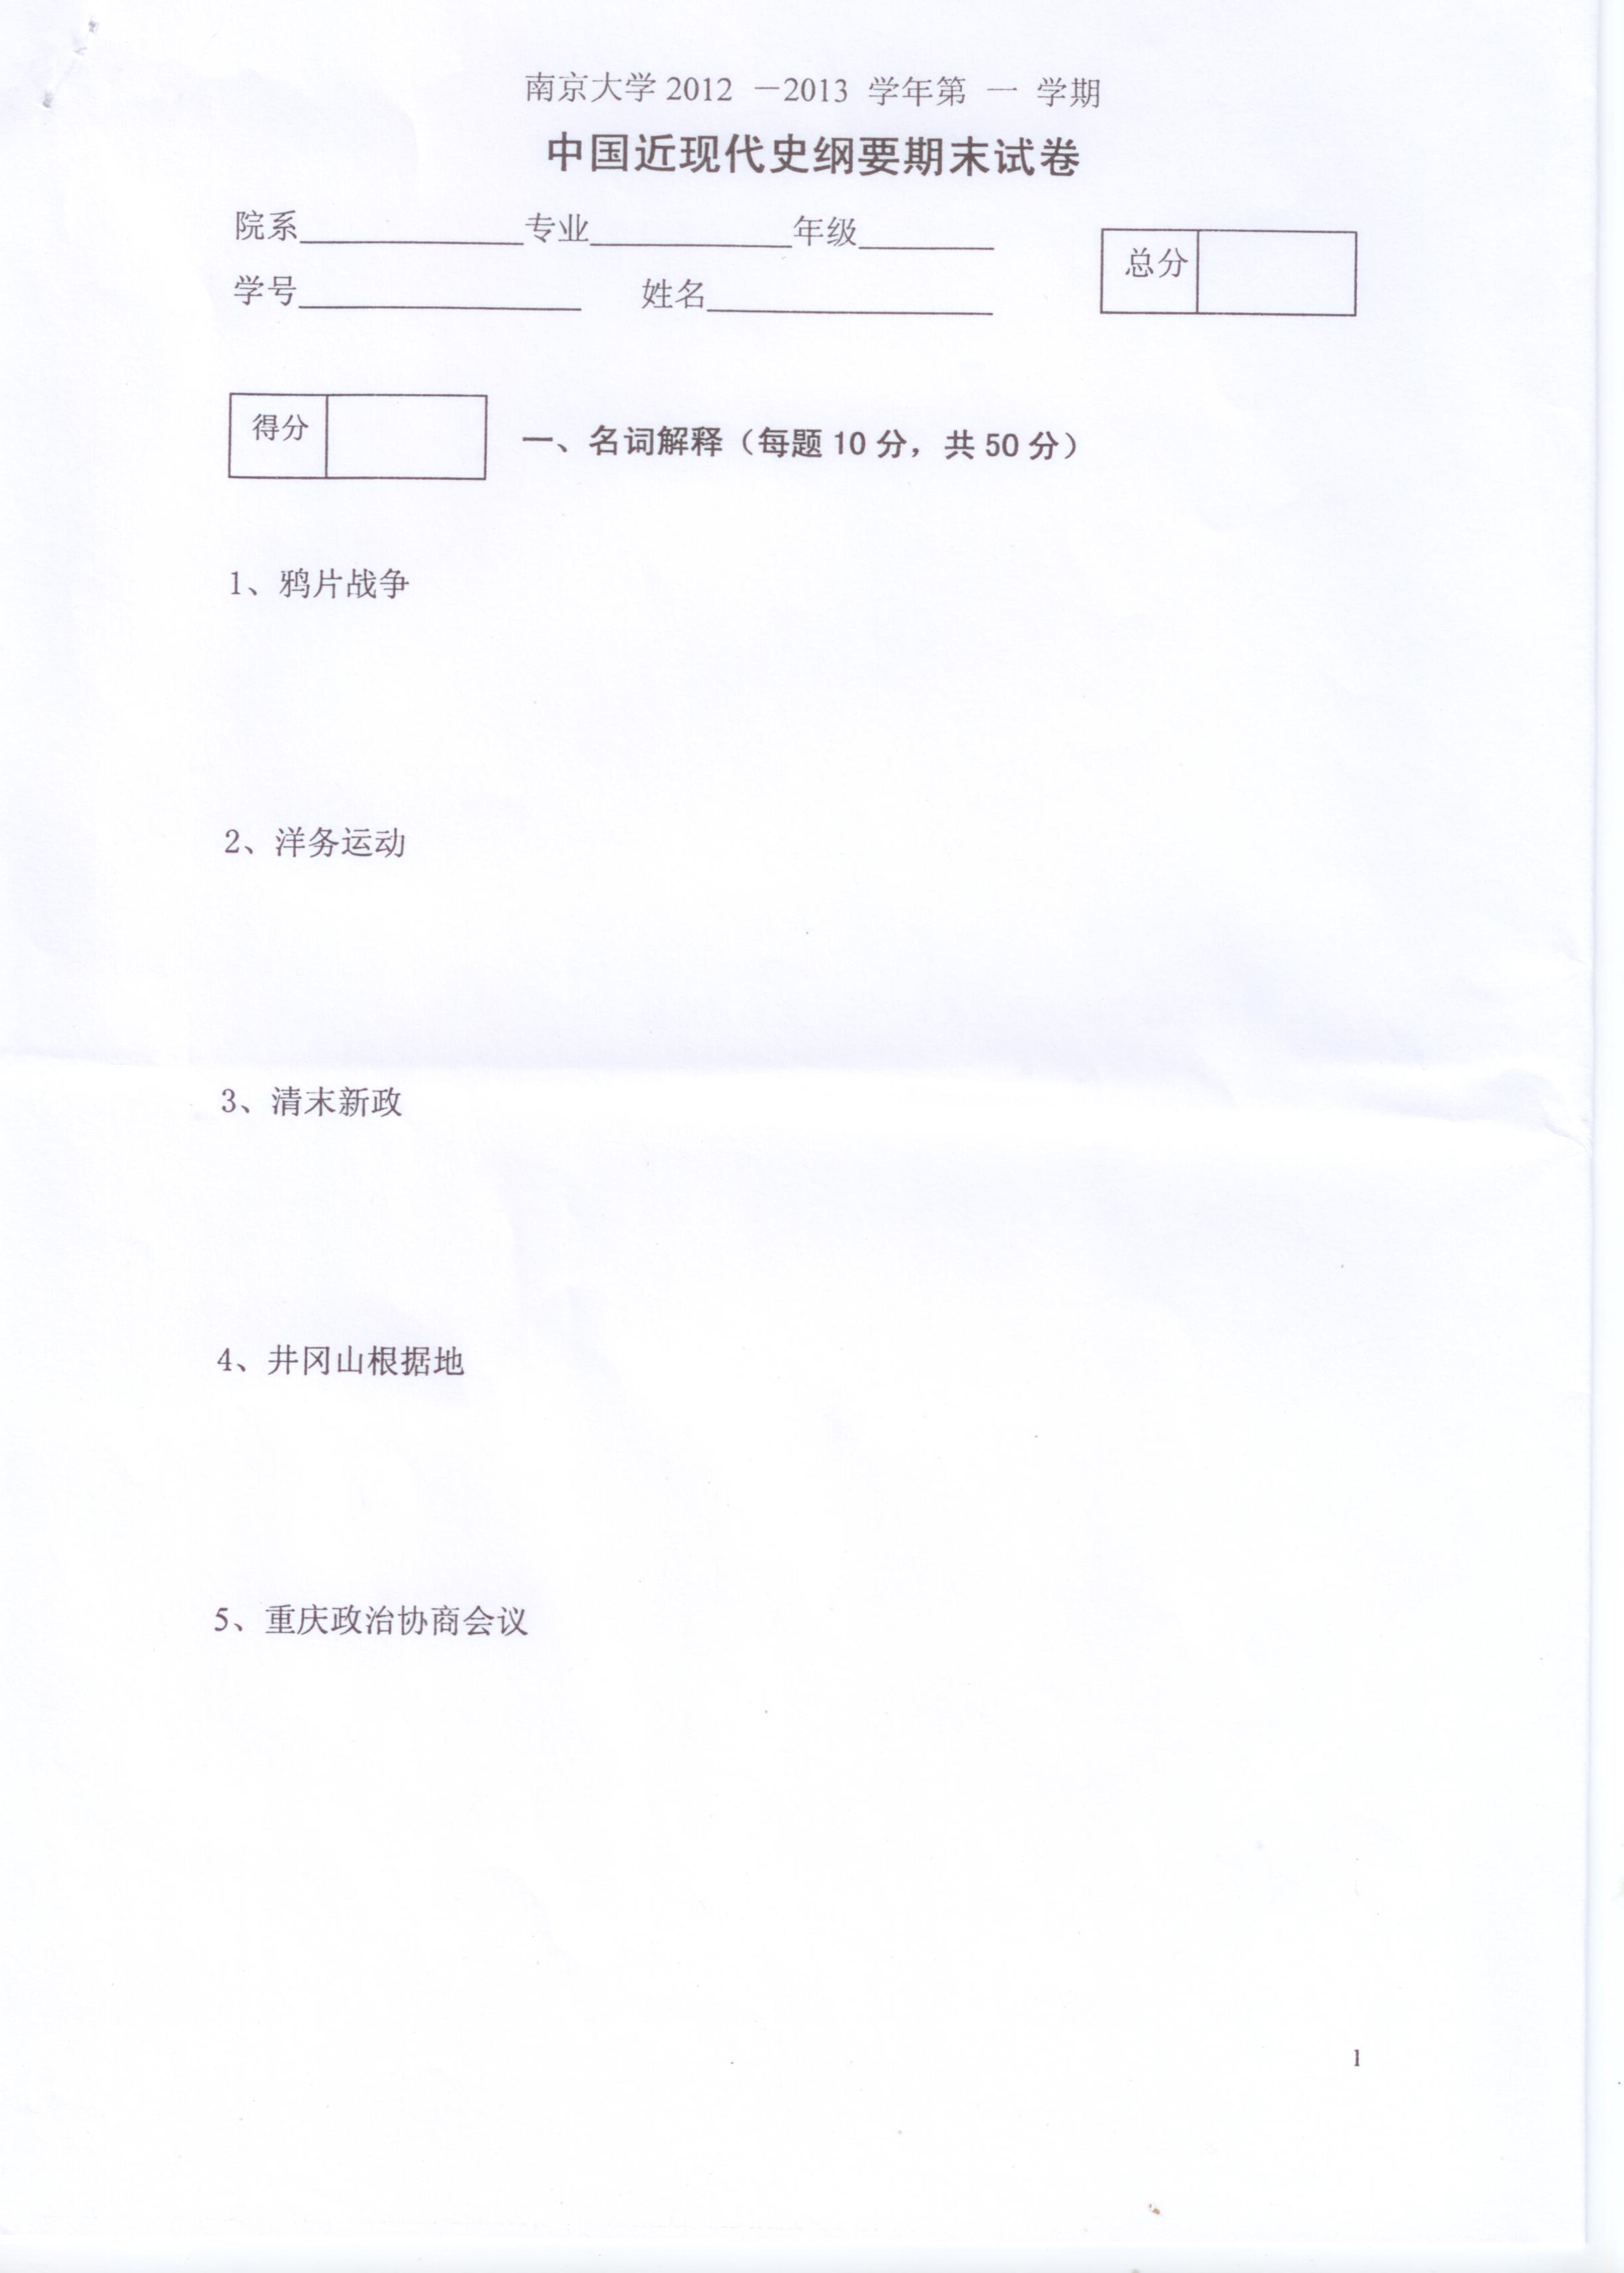 南京大学 2012 －2013 学年第 一 学期
中国近现代史纲要期末试卷
院系____________专业____________年级________
总分
学号________________ 姓名________________
得分
一、名词解释（每题 10 分，共 50 分）
1、鸦片战争
2、洋务运动
3、清末新政
4、井冈山根据地
5、重庆政治协商会议
1